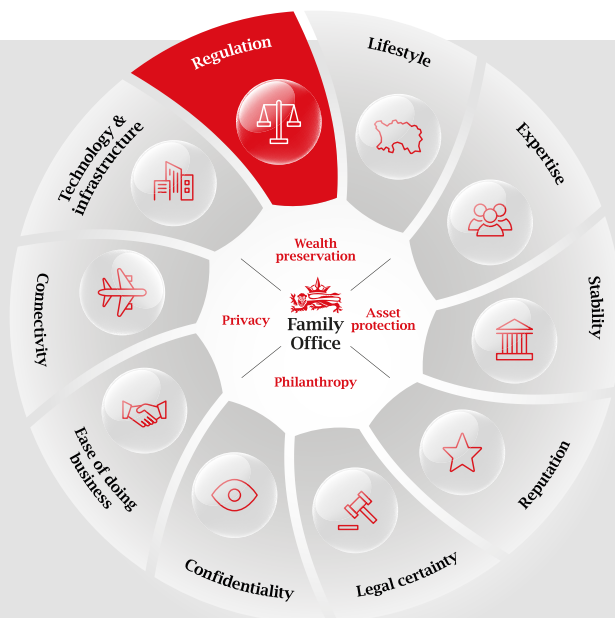 Regulation
Lifestyle
Expertise
Stability
Reputation
Legal certainty
Confidentiality
Ease of doing
business
Connectivity
Technology &
infrastructure
Wealth
preservation
Privacy
Family
Office
Asset
protection
Philanthropy